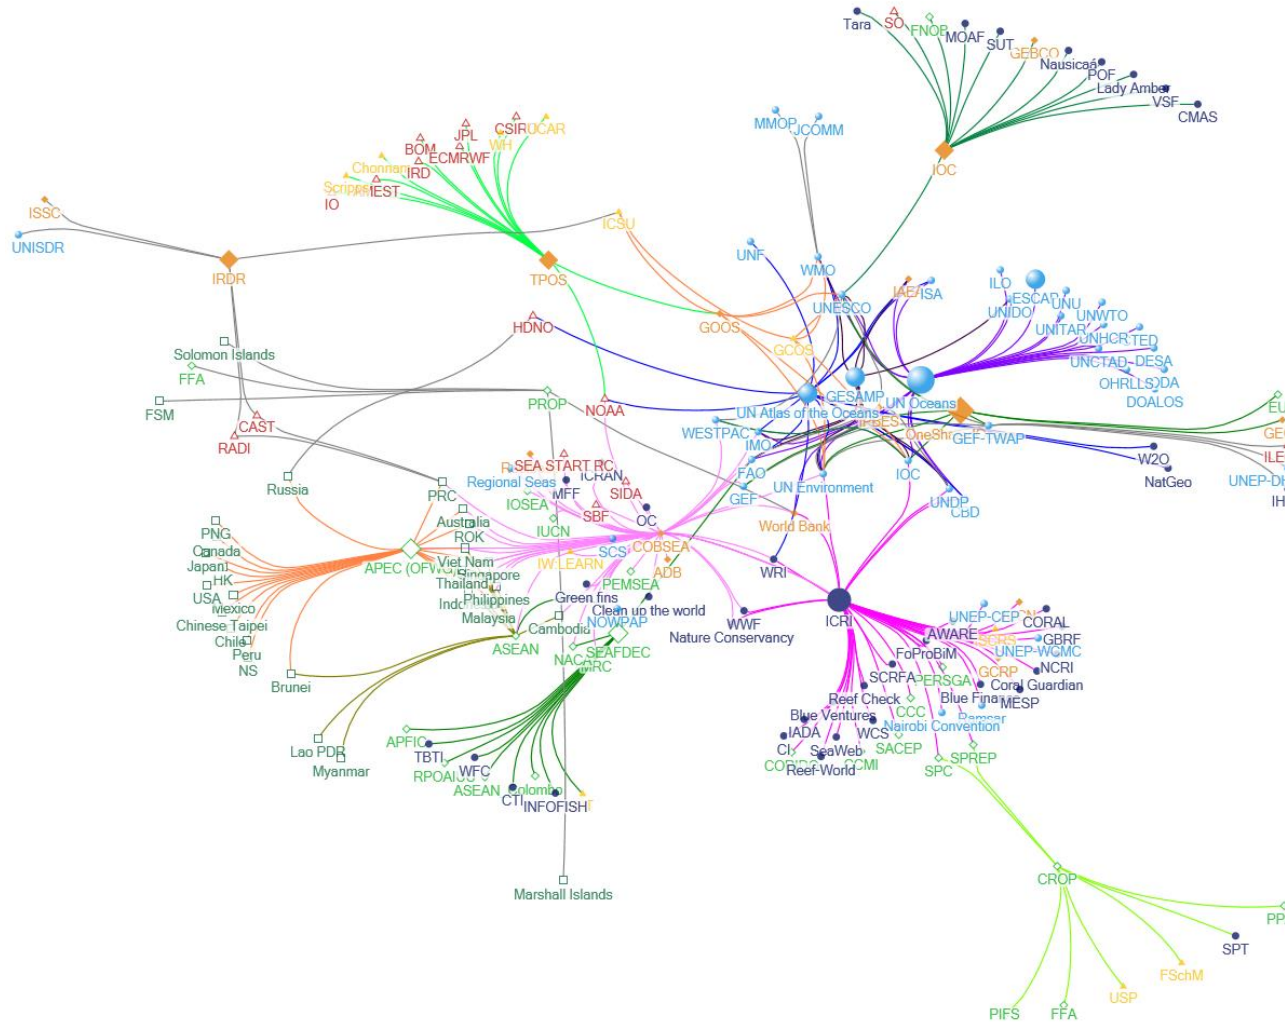 Tara
SO
FNOB
MOAF
SUT
GEBCO
Nausicaá
POF
Lady Amber
VSF
CMAS
IOC
MMOP
JCOMM
JPL
CSIRO
UCAR
WH
BOM
ECMRWF
IRD
Chonnam
Scripps
IO
ISSC
UNISDR
IRDR
ICSU
TPOS
UNF
WMO
UNESCO
IAEA
ISA
ILO
ESCAP
UNIDO
UNU
UNITAR
UNWTO
UNHCR
UNCTAD
DESA
OHRLLS
DOALOS
GOOS
GCOS
HDNO
Solomon Islands
FFA
FSM
PROP
NOAA
GESAMP
UN Oceans
UN Atlas of the Oceans
IPBES
GEF-TWAP
WESTPAC
IMO
FAO
GEF
UN Environment
IOC
UNDP
CBD
W2O
NatGeo
CAST
RADI
Russia
PRC
SEA START RC
Regional Seas
ICRAN
MFF
SIDA
IOSEA
SBF
IUCN
OC
World Bank
PNG
Canada
Japan
HK
USA
Mexico
Chinese Taipei
Chile
Peru
NS
Australia
ROK
Viet Nam
Singapore
Thailand
Philippines
Malaysia
SCS
COBSEA
IW:LEARN
ADB
PEMSEA
WRI
Green fins
Clean up the world
NOWPAP
Cambodia
SEAFDEC
MRC
ASEAN
Brunei
WWF
Nature Conservancy
ICRI
UNEP-CEP
CORAL
AWARE
GBRF
FoProBiM
UNEP-WCMC
NCRI
SCRFA
PERSGA
GCRP
Coral Guardian
Reef Check
Blue Finance
MESP
CCC
Ramsar
Blue Ventures
Nairobi Convention
IADA
WCS
CI
SeaWeb
SACEP
Reef-World
SPC
SPREP
Lao PDR
Myanmar
APFIC
TBTI
WFC
ASEAN
Colombo
CTI
INFOFISH
Marshall Islands
CROP
SPT
FSchM
USP
FFA
PIFS